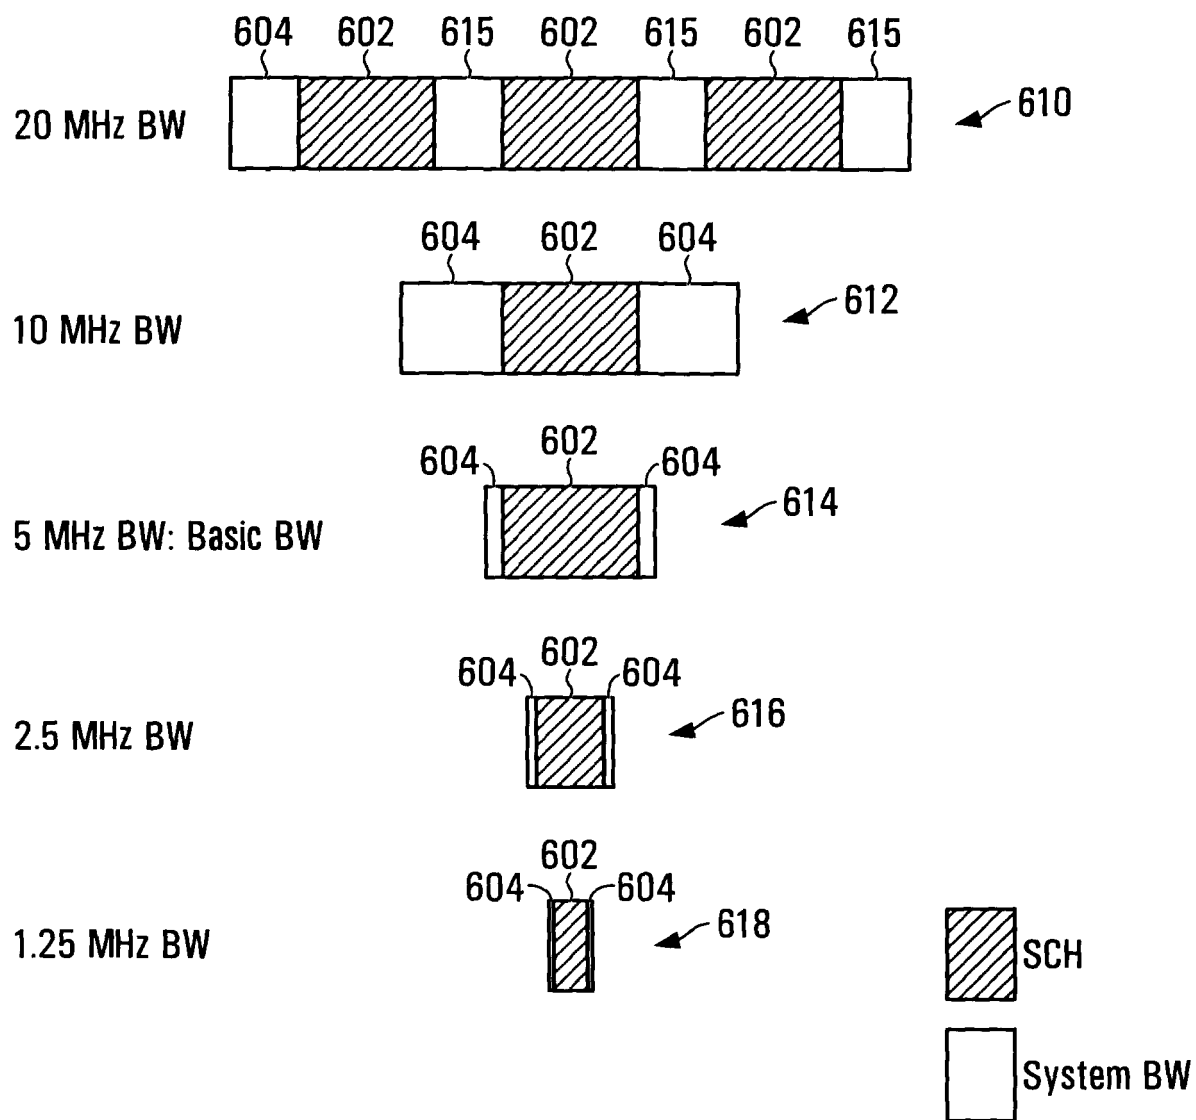 604 602 615 602 615 602 615
20 MHz BW
610
604 602 604
10 MHz BW
612
602
604 604
5 MHz BW: Basic BW
614
602
604 604
2.5 MHz BW
616
602
604 604
1.25 MHz BW
618
SCH
System BW